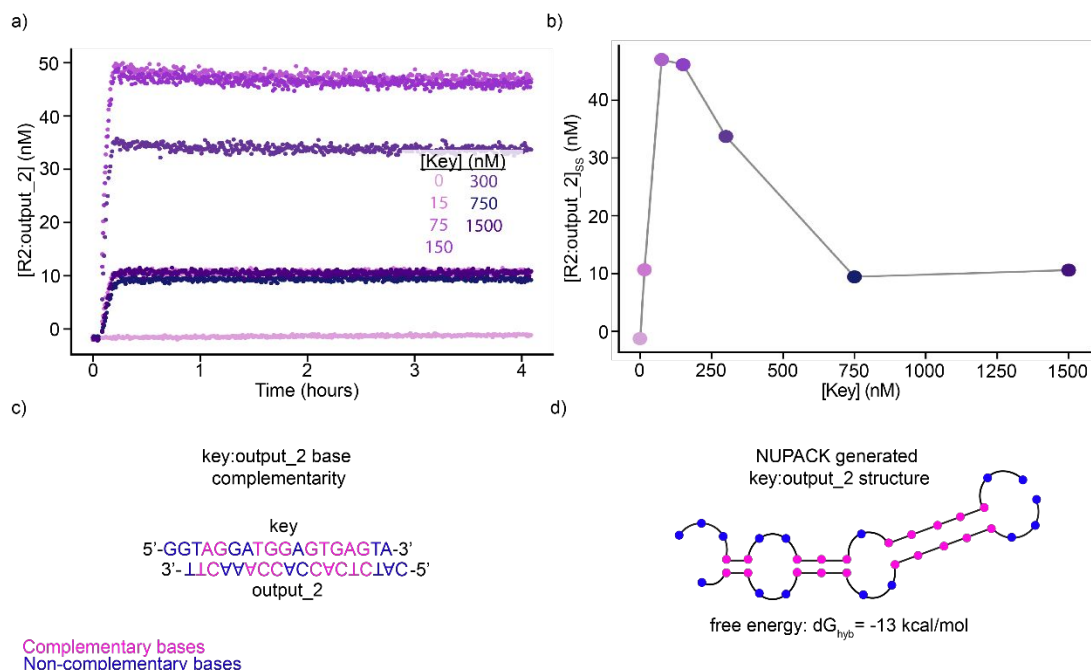 a)
b)
[R2:output_2] (nM)
50
40
30
20
10
0
[Key] (nM)
0 300
15 750
75 1500
150
0 1 2 3 4
Time (hours)
[R2:output_2]ss (nM)
40
30
20
10
0
0 250 500 750 1000 1250 1500
[Key] (nM)
c)
d)
key:output_2 base
complementarity
key
5'-GGTAGGATGGAGTGAGTA-3'
3'-TTCAAACCACCACTCTAC-5'
output_2
Complementary bases
Non-complementary bases
NUPACK generated
key:output_2 structure
free energy: dGhyb= -13 kcal/mol